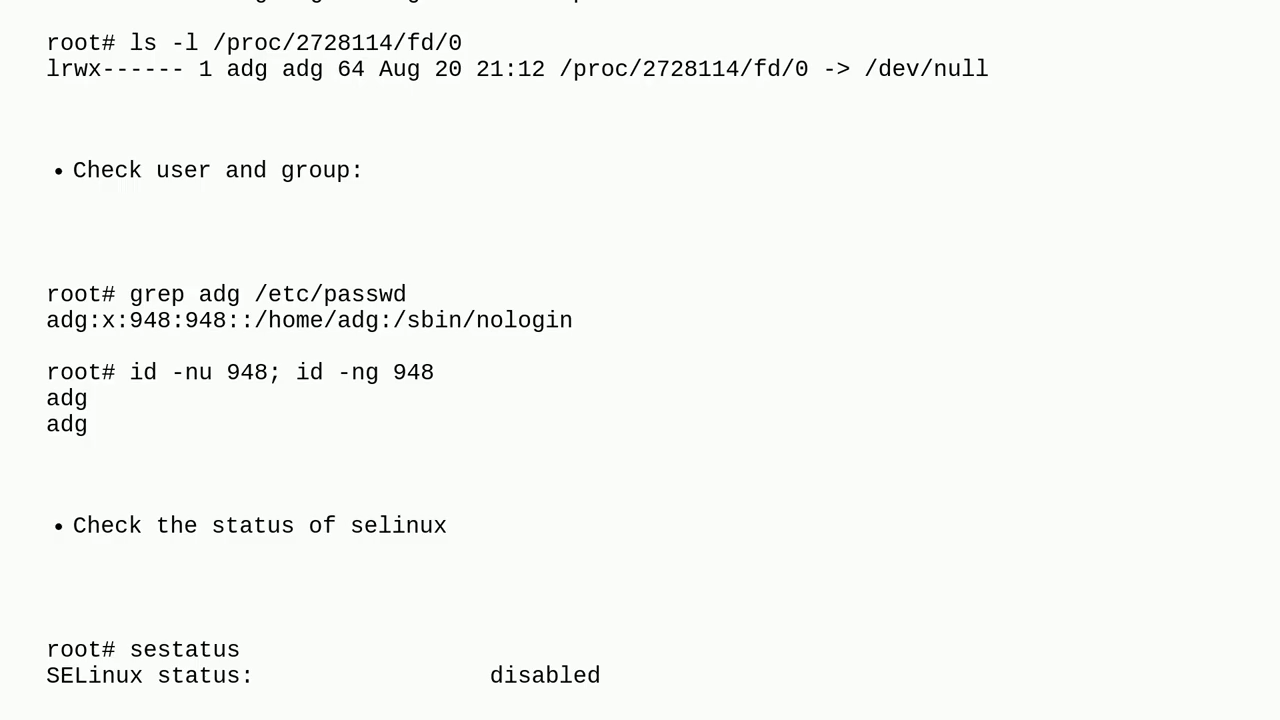 root# ls -l /proc/2728114/fd/0
lrwx------ 1 adg adg 64 Aug 20 21:12 /proc/2728114/fd/0 -> /dev/null
• Check user and group:
root# grep adg /etc/passwd
adg:x:948:948::/home/adg:/sbin/nologin
root# id -nu 948; id -ng 948
adg
adg
• Check the status of selinux
root# sestatus
SELinux status:                 disabled